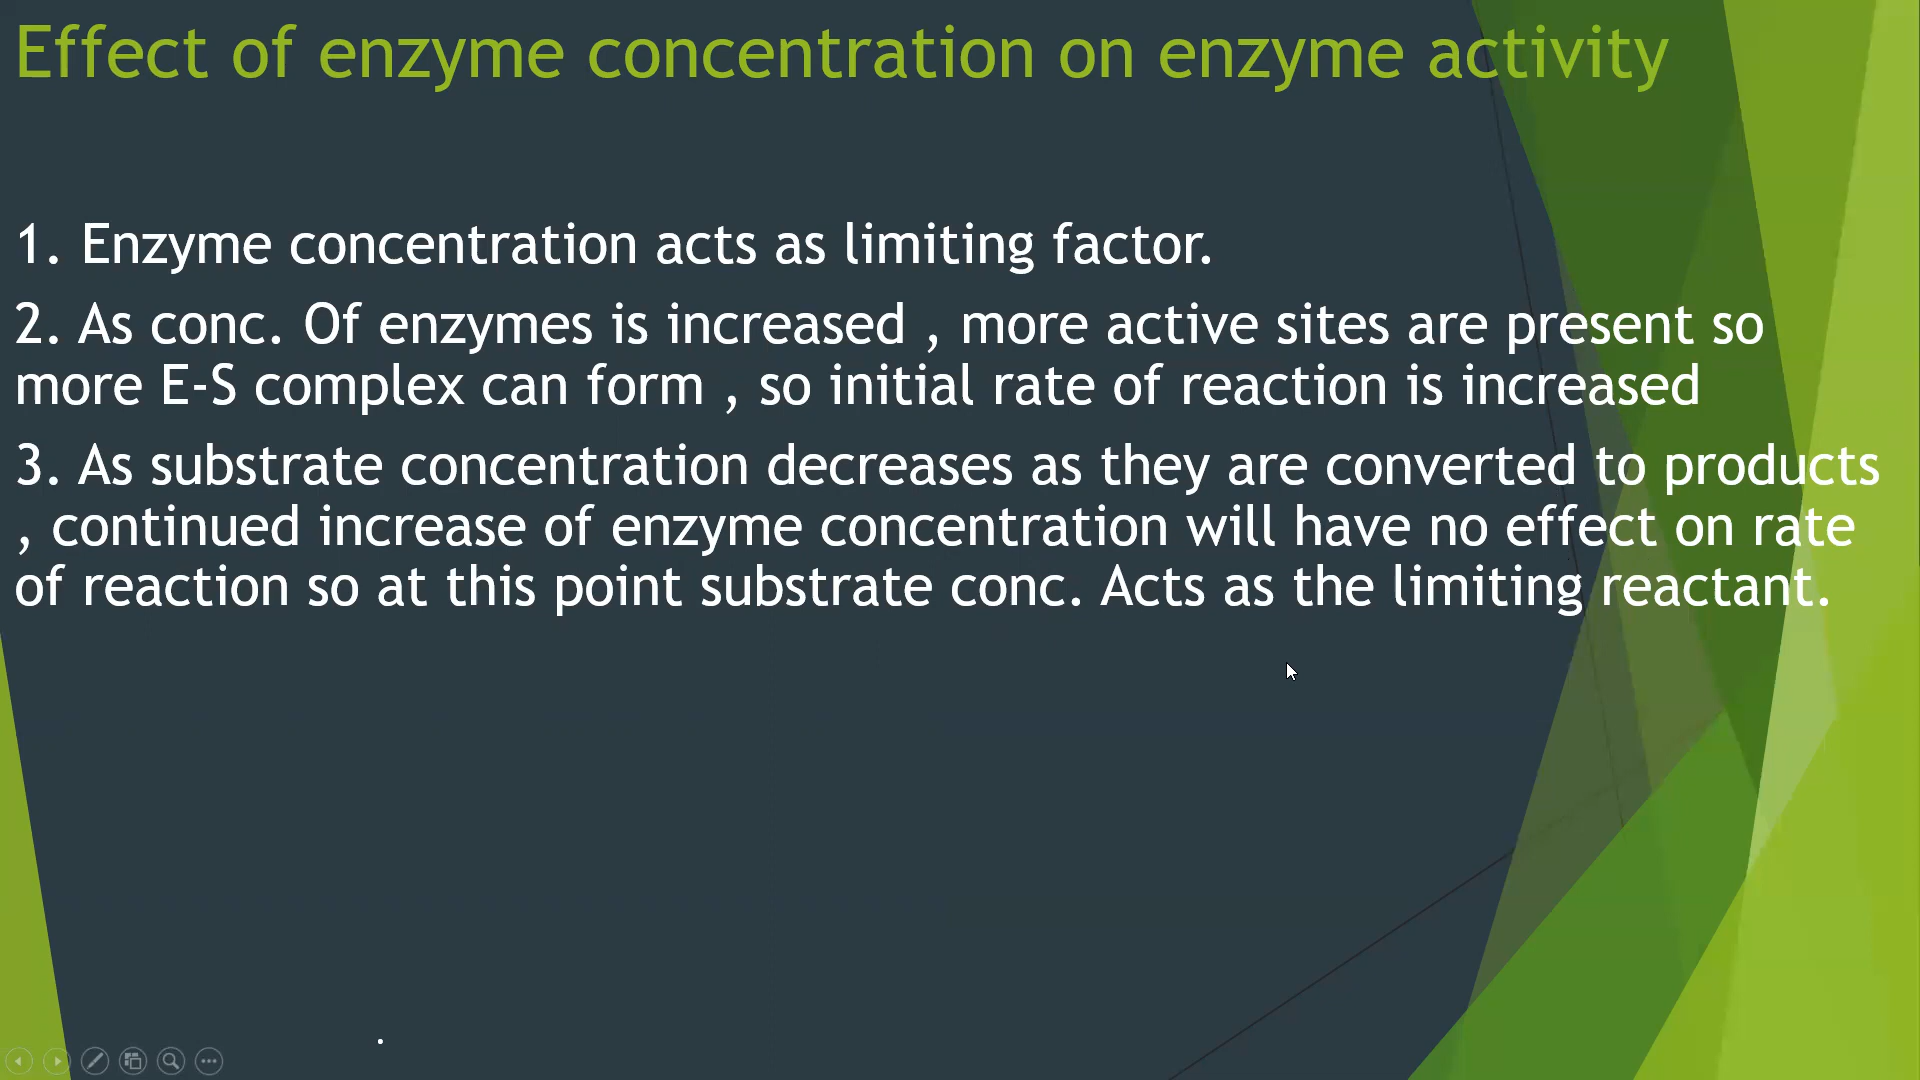 Effect of enzyme concentration on enzyme activity
1. Enzyme concentration acts as limiting factor.
2. As conc. Of enzymes is increased , more active sites are present so
more E-S complex can form , so initial rate of reaction is increased
3. As substrate concentration decreases as they are converted to products
, continued increase of enzyme concentration will have no effect on rate
of reaction so at this point substrate conc. Acts as the limiting reactant.
.